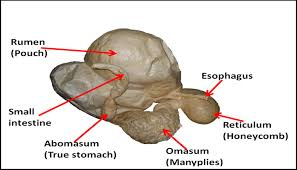 Rumen
(Pouch)
Esophagus
Small
intestine
Reticulum
(Honeycomb)
Abomasum
(True stomach)
Omasum
(Manyplies)